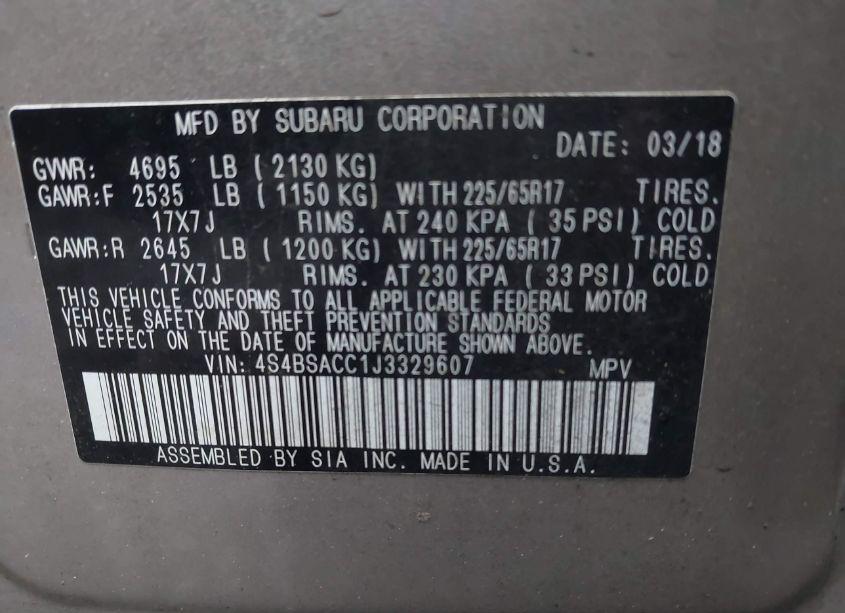 MFD BY SUBARU CORPORATION
DATE: 03/18
GVWR: 4695 LB ( 2130 KG)
GAWR:F 2535 LB ( 1150 KG) WITH 225/65R17 TIRES.
17X7J RIMS. AT 240 KPA ( 35 PSI) COLD
GAWR:R 2645 LB ( 1200 KG) WITH 225/65R17 TIRES.
17X7J RIMS. AT 230 KPA ( 33 PSI) COLD
THIS VEHICLE CONFORMS TO ALL APPLICABLE FEDERAL MOTOR
VEHICLE SAFETY AND THEFT PREVENTION STANDARDS
IN EFFECT ON THE DATE OF MANUFACTURE SHOWN ABOVE.
VIN: 4S4BSACC1J3329607 MPV
ASSEMBLED BY SIA INC. MADE IN U.S.A.